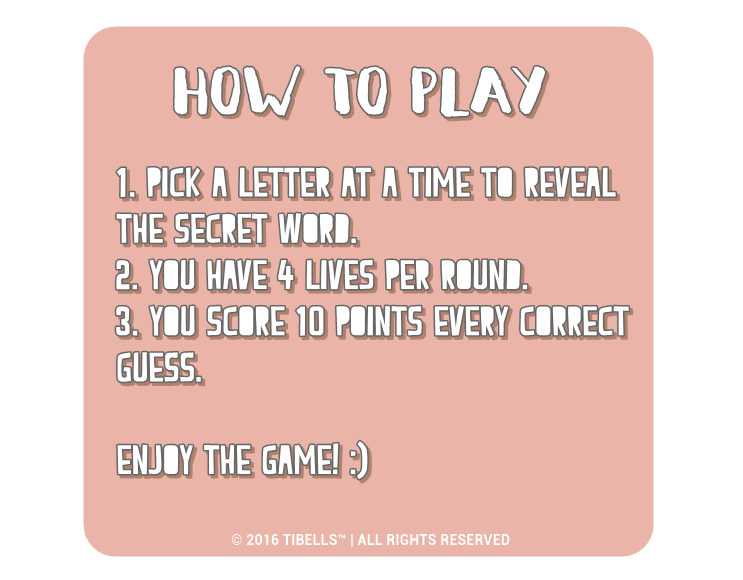 HOW TO PLAY
1. PICK A LETTER AT A TIME TO REVEAL
THE SECRET WORD.
2. YOU HAVE 4 LIVES PER ROUND.
3. YOU SCORE 10 POINTS EVERY CORRECT
GUESS.
ENJOY THE GAME! :)
© 2016 TIBELLS™ | ALL RIGHTS RESERVED